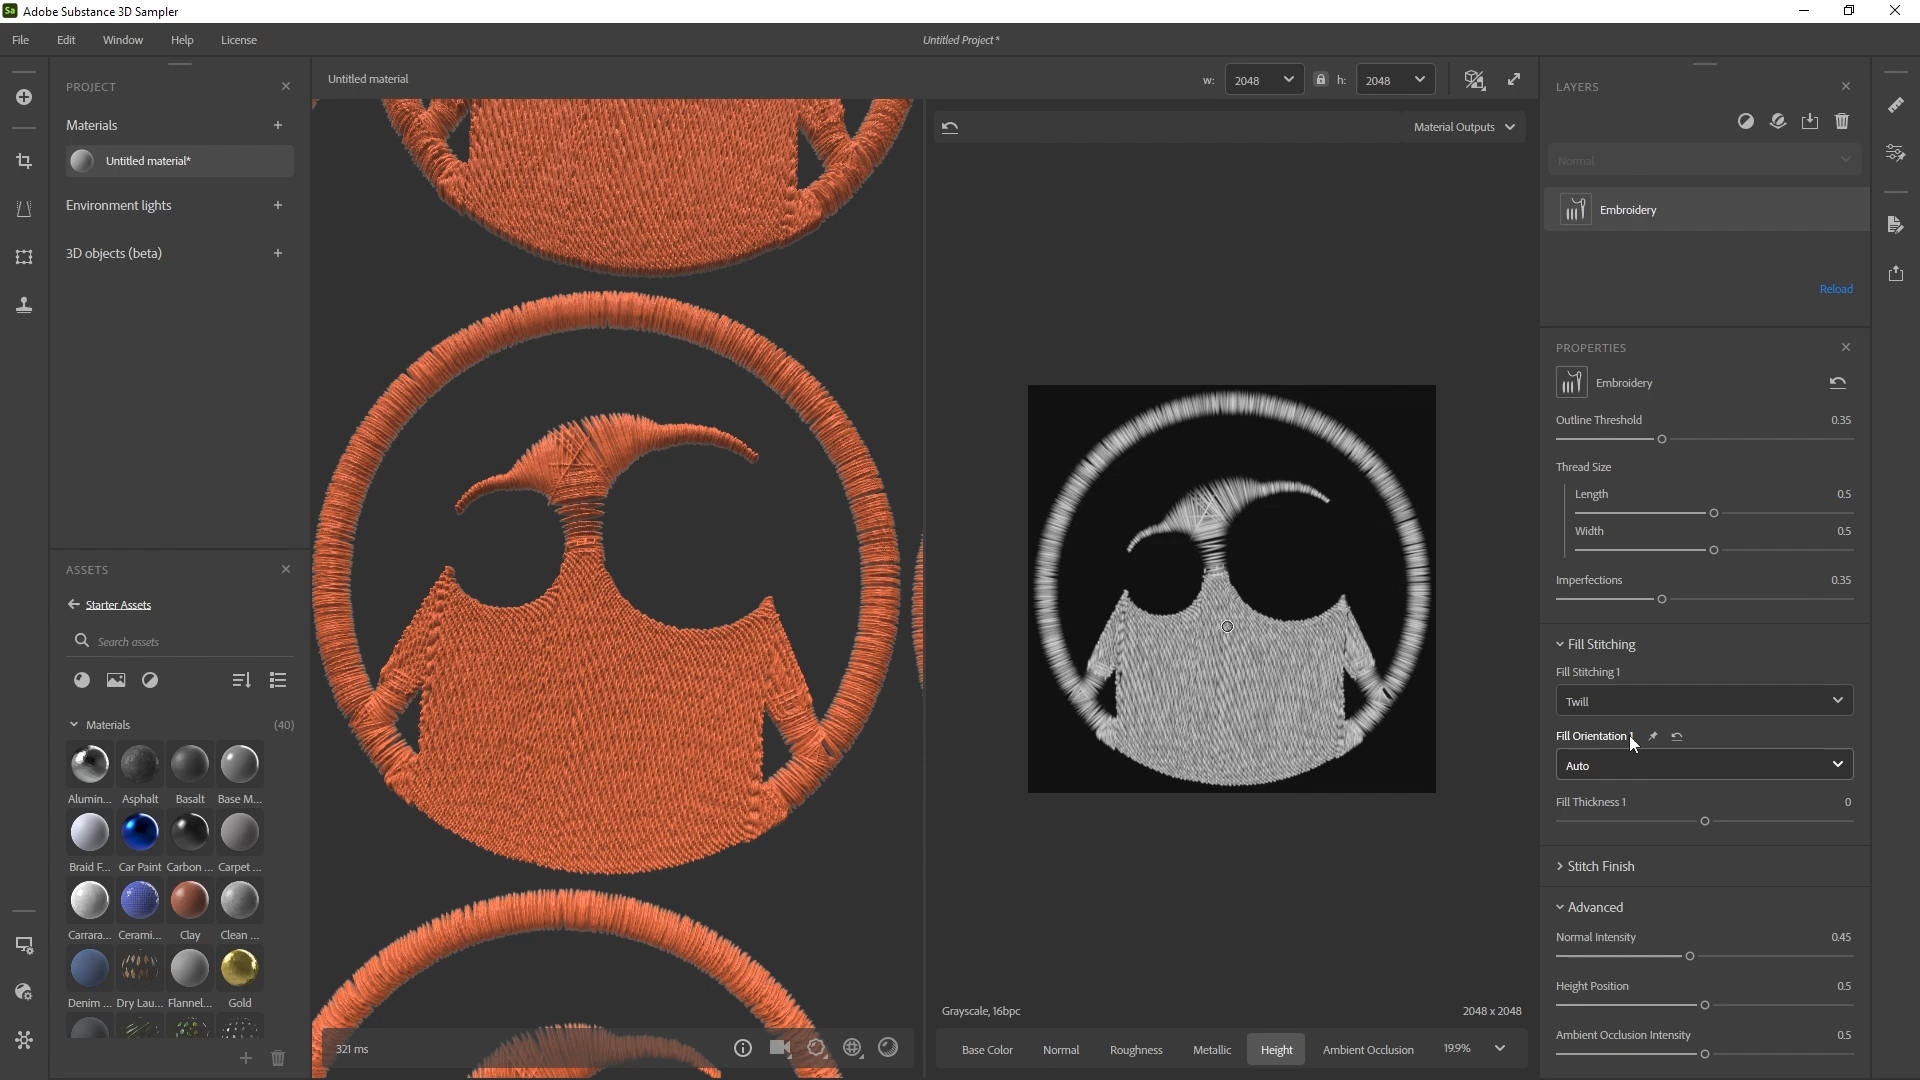 Sa Adobe Substance 3D Sampler
File Edit Window Help License
Untitled Project*
PROJECT
Materials
Untitled material*
Environment lights
3D objects (beta)
ASSETS
Starter Assets
Search assets
Materials (40)
Alumin... Asphalt Basalt Base M...
Braid F... Car Paint Carbon ... Carpet ...
Carrara... Cerami... Clay Clean ...
Denim ... Dry Lau... Flannel... Gold
Untitled material
w: 2048 h: 2048
Material Outputs
321 ms
Grayscale, 16bpc
2048 x 2048
Base Color Normal Roughness Metallic Height Ambient Occlusion 19.9%
LAYERS
Normal
Embroidery
Reload
PROPERTIES
Embroidery
Outline Threshold 0.35
Thread Size
Length 0.5
Width 0.5
Imperfections 0.35
Fill Stitching
Fill Stitching 1
Twill
Fill Orientation 1
Auto
Fill Thickness 1 0
Stitch Finish
Advanced
Normal Intensity 0.45
Height Position 0.5
Ambient Occlusion Intensity 0.5